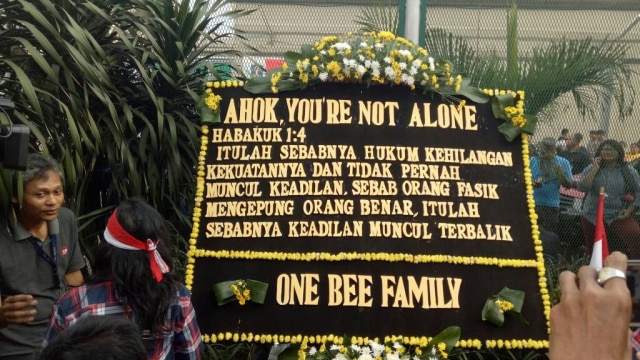 AHOK, YOU'RE NOT ALONE
HABAKUK 1:4
ITULAH SEBABNYA HUKUM KEHILANGAN
KEKUATANNYA DAN TIDAK PERNAH
MUNCUL KEADILAN, SEBAB ORANG FASIK
MENGEPUNG ORANG BENAR, ITULAH
SEBABNYA KEADILAN MUNCUL TERBALIK
ONE BEE FAMILY